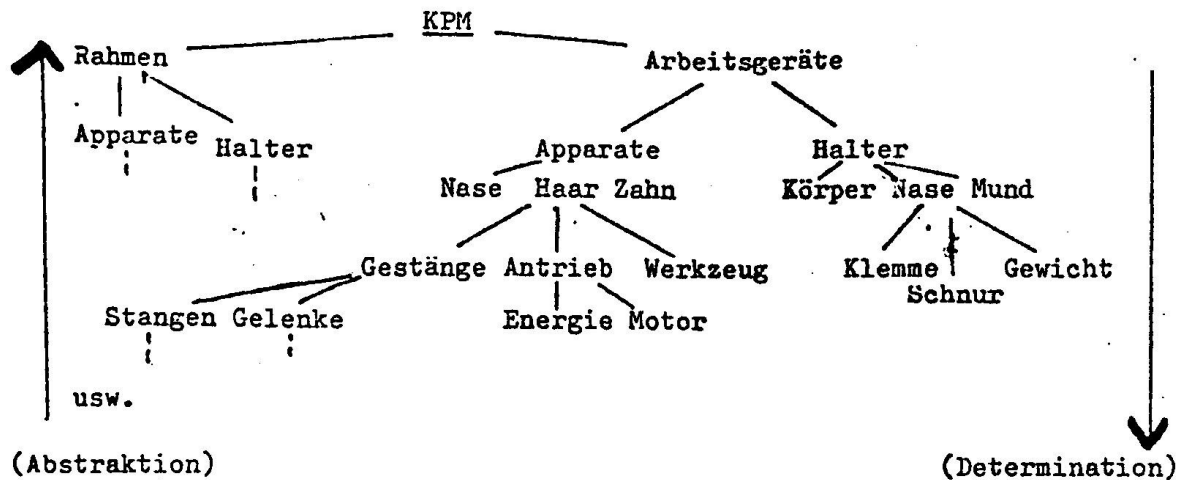 KPM
Rahmen
Arbeitsgeräte
Apparate Halter
Apparate Halter
Nase Haar Zahn Körper Nase Mund
Gestänge Antrieb Werkzeug Klemme Schnur Gewicht
Stangen Gelenke Energie Motor
usw.
(Abstraktion) (Determination)